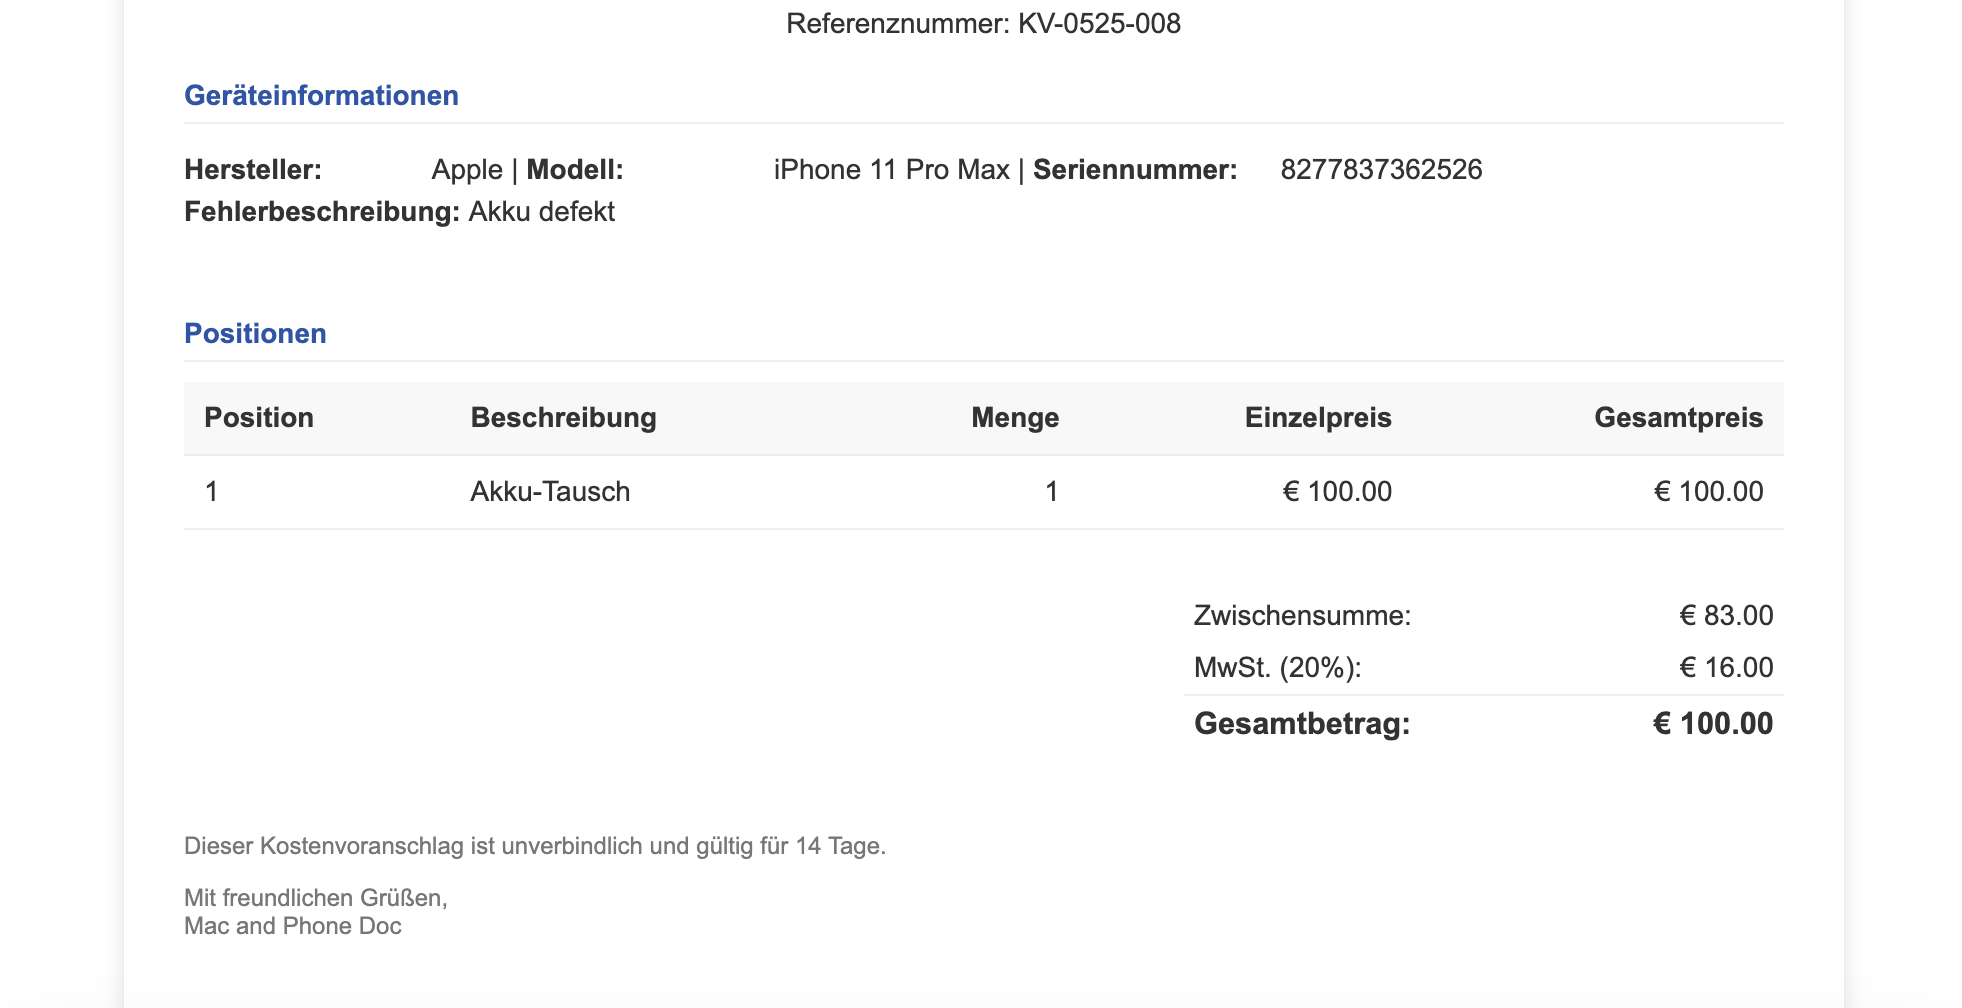 Referenznummer: KV-0525-008
Geräteinformationen
Hersteller: Apple | Modell: iPhone 11 Pro Max | Seriennummer: 8277837362526
Fehlerbeschreibung: Akku defekt
Positionen
Position Beschreibung Menge Einzelpreis Gesamtpreis
1 Akku-Tausch 1 € 100.00 € 100.00
Zwischensumme: € 83.00
MwSt. (20%): € 16.00
Gesamtbetrag: € 100.00
Dieser Kostenvoranschlag ist unverbindlich und gültig für 14 Tage.
Mit freundlichen Grüßen,
Mac and Phone Doc